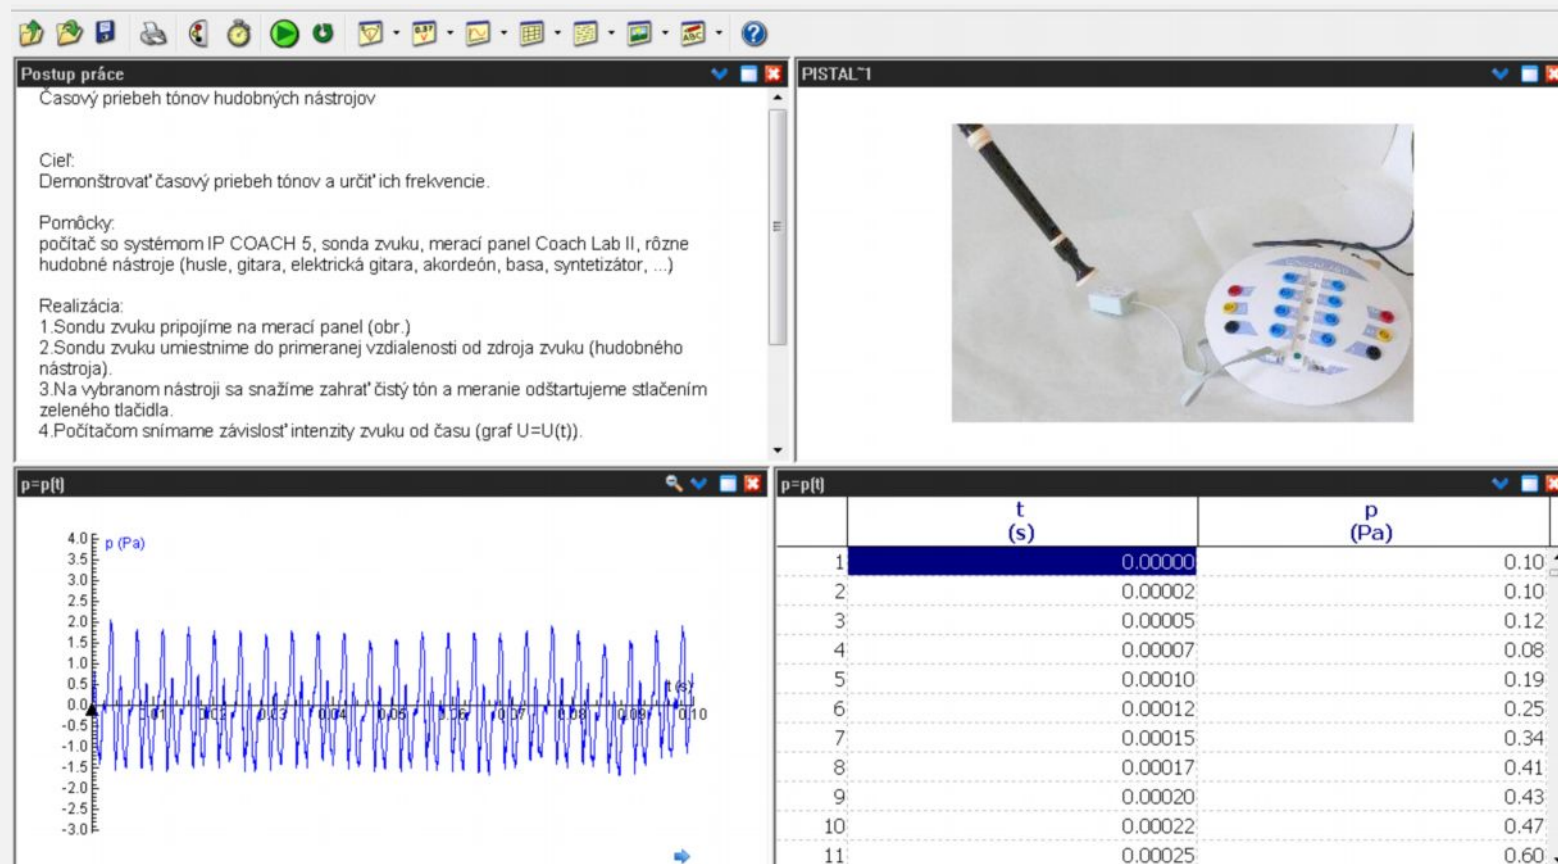 0.37
V
ABC
Postup práce
Časový priebeh tónov hudobných nástrojov
Cieľ:
Demonštrovať časový priebeh tónov a určiť ich frekvencie.
Pomôcky:
počítač so systémom IP COACH 5, sonda zvuku, merací panel Coach Lab II, rôzne
hudobné nástroje (husle, gitara, elektrická gitara, akordeón, basa, syntetizátor, ...)
Realizácia:
1.Sondu zvuku pripojíme na merací panel (obr.)
2.Sondu zvuku umiestnime do primeranej vzdialenosti od zdroja zvuku (hudobného
nástroja).
3.Na vybranom nástroji sa snažíme zahrať čistý tón a meranie odštartujeme stlačením
zeleného tlačidla.
4.Počítačom snímame závislosť intenzity zvuku od času (graf U=U(t)).
PISTAL~1
p=p(t)
p (Pa)
4.0
3.5
3.0
2.5
2.0
1.5
1.0
0.5
0.0
-0.5
-1.0
-1.5
-2.0
-2.5
-3.0
t (s)
0.01 0.02 0.03 0.04 0.05 0.06 0.07 0.08 0.09 0.10
p=p(t)
t p
(s) (Pa)
1 0.00000 0.10
2 0.00002 0.10
3 0.00005 0.12
4 0.00007 0.08
5 0.00010 0.19
6 0.00012 0.25
7 0.00015 0.34
8 0.00017 0.41
9 0.00020 0.43
10 0.00022 0.47
11 0.00025 0.60